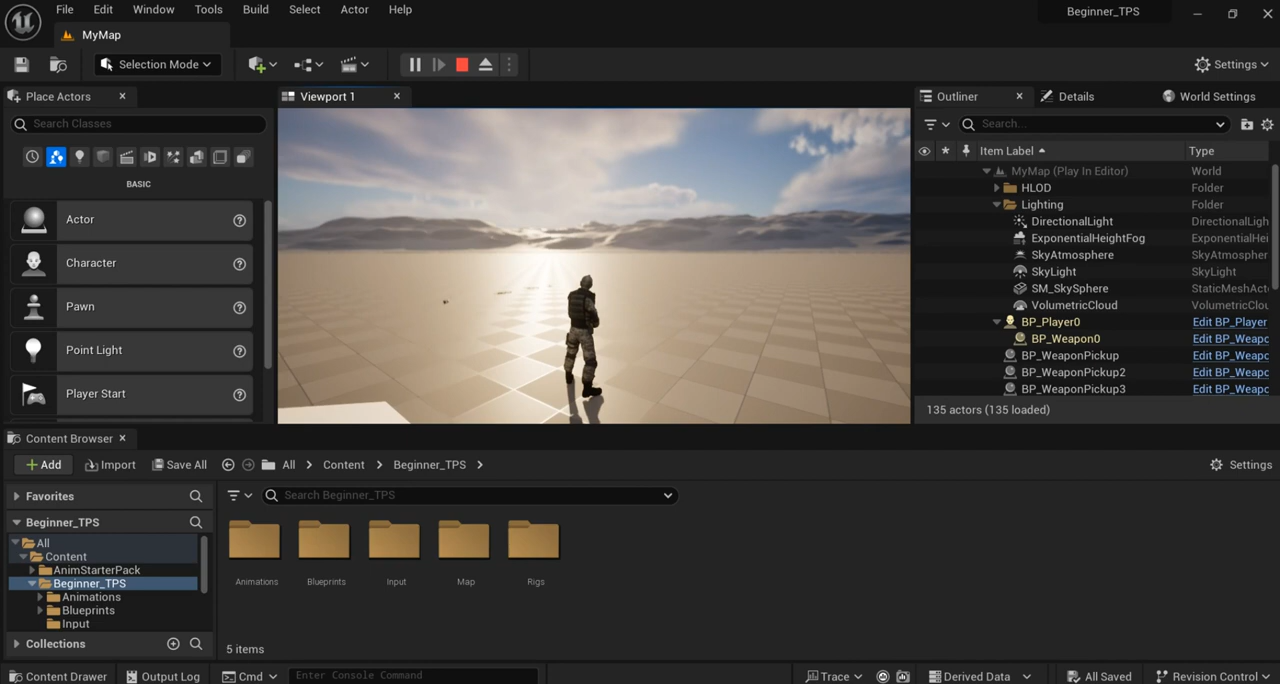 File Edit Window Tools Build Select Actor Help
Beginner_TPS
MyMap
Selection Mode
Settings
Place Actors
Viewport 1
Outliner
Details
World Settings
Search Classes
Search...
Item Label
Type
BASIC
Actor
Character
Pawn
Point Light
Player Start
MyMap (Play In Editor) World
HLOD Folder
Lighting Folder
DirectionalLight DirectionalLigh
ExponentialHeightFog ExponentialHei
SkyAtmosphere SkyAtmospher
SkyLight SkyLight
SM_SkySphere StaticMeshAct
VolumetricCloud VolumetricClou
BP_Player0 Edit BP_Player
BP_Weapon0 Edit BP_Weapo
BP_WeaponPickup Edit BP_Weapo
BP_WeaponPickup2 Edit BP_Weapo
BP_WeaponPickup3 Edit BP_Weapo
135 actors (135 loaded)
Content Browser
Add Import Save All All Content Beginner_TPS
Settings
Favorites
Search Beginner_TPS
Beginner_TPS
All
Content
AnimStarterPack
Beginner_TPS
Animations
Blueprints
Input
Collections
Animations Blueprints Input Map Rigs
5 items
Content Drawer Output Log Cmd Enter Console Command Trace Derived Data All Saved Revision Control